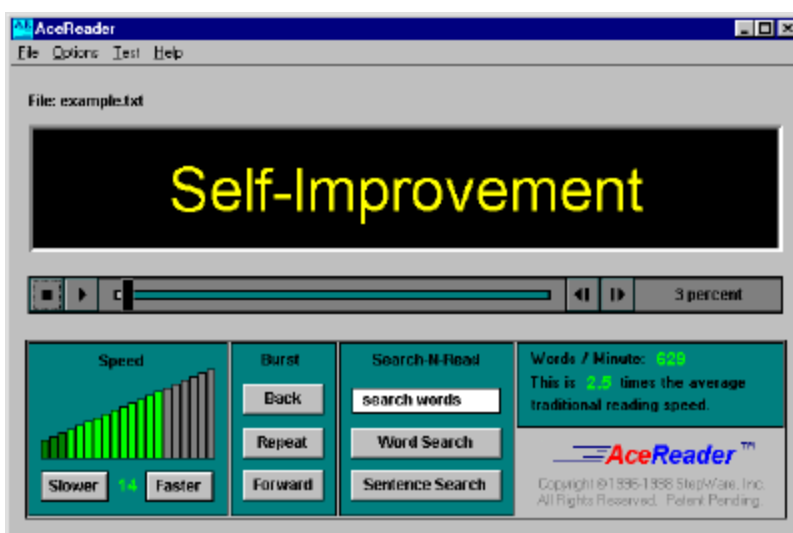 AceReader
File Options Test Help
File: example.txt
Self-Improvement
3 percent
Speed
Slower 14 Faster
Burst
Back
Repeat
Forward
Search-N-Read
search words
Word Search
Sentence Search
Words / Minute: 629
This is 2.5 times the average
traditional reading speed.
AceReader™
Copyright ©1996-1998 StepWare, Inc.
All Rights Reserved. Patent Pending.